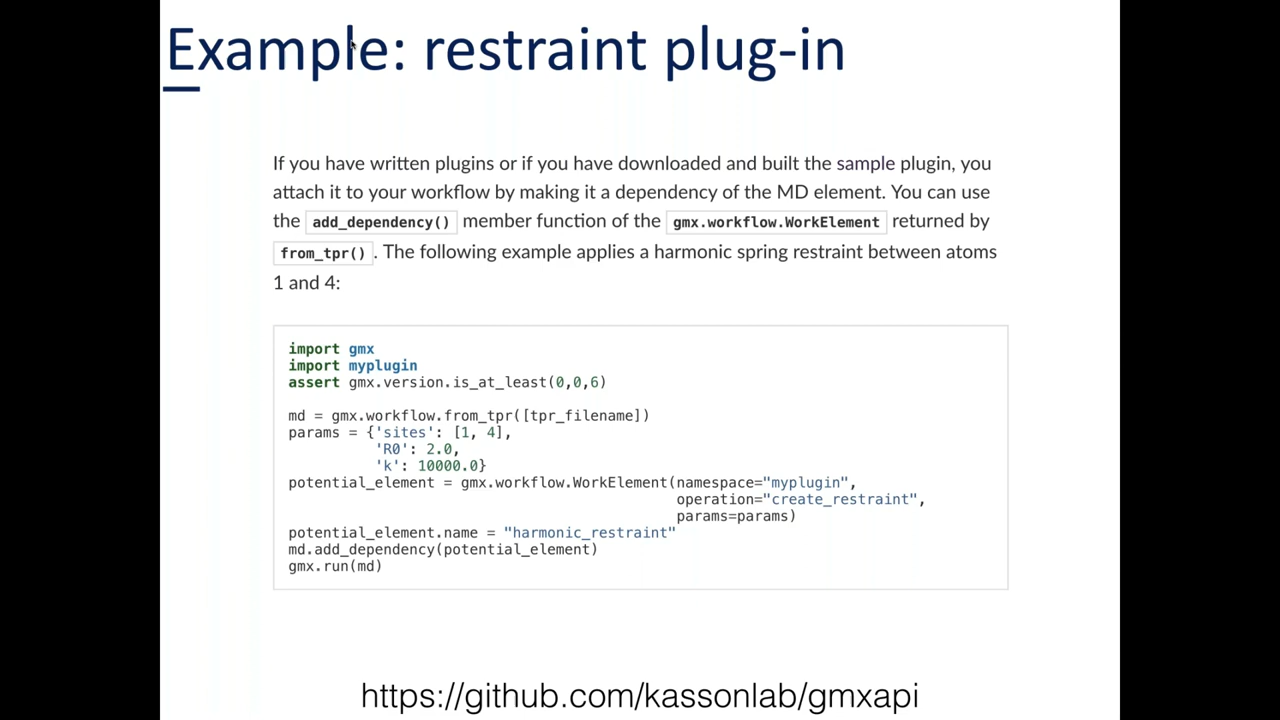 Example: restraint plug-in
If you have written plugins or if you have downloaded and built the sample plugin, you
attach it to your workflow by making it a dependency of the MD element. You can use
the add_dependency() member function of the gmx.workflow.WorkElement returned by
from_tpr() . The following example applies a harmonic spring restraint between atoms
1 and 4:
import gmx
import myplugin
assert gmx.version.is_at_least(0,0,6)
md = gmx.workflow.from_tpr([tpr_filename])
params = {'sites': [1, 4],
'R0': 2.0,
'k': 10000.0}
potential_element = gmx.workflow.WorkElement(namespace="myplugin",
operation="create_restraint",
params=params)
potential_element.name = "harmonic_restraint"
md.add_dependency(potential_element)
gmx.run(md)
https://github.com/kassonlab/gmxapi